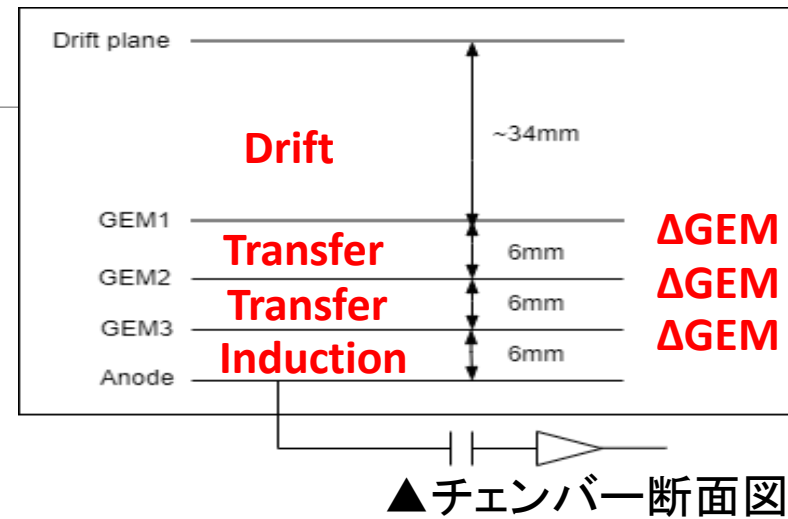 Drift plane
Drift
~34mm
GEM1
ΔGEM
Transfer
6mm
GEM2
ΔGEM
Transfer
6mm
GEM3
ΔGEM
Induction
6mm
Anode
▲チェンバー断面図